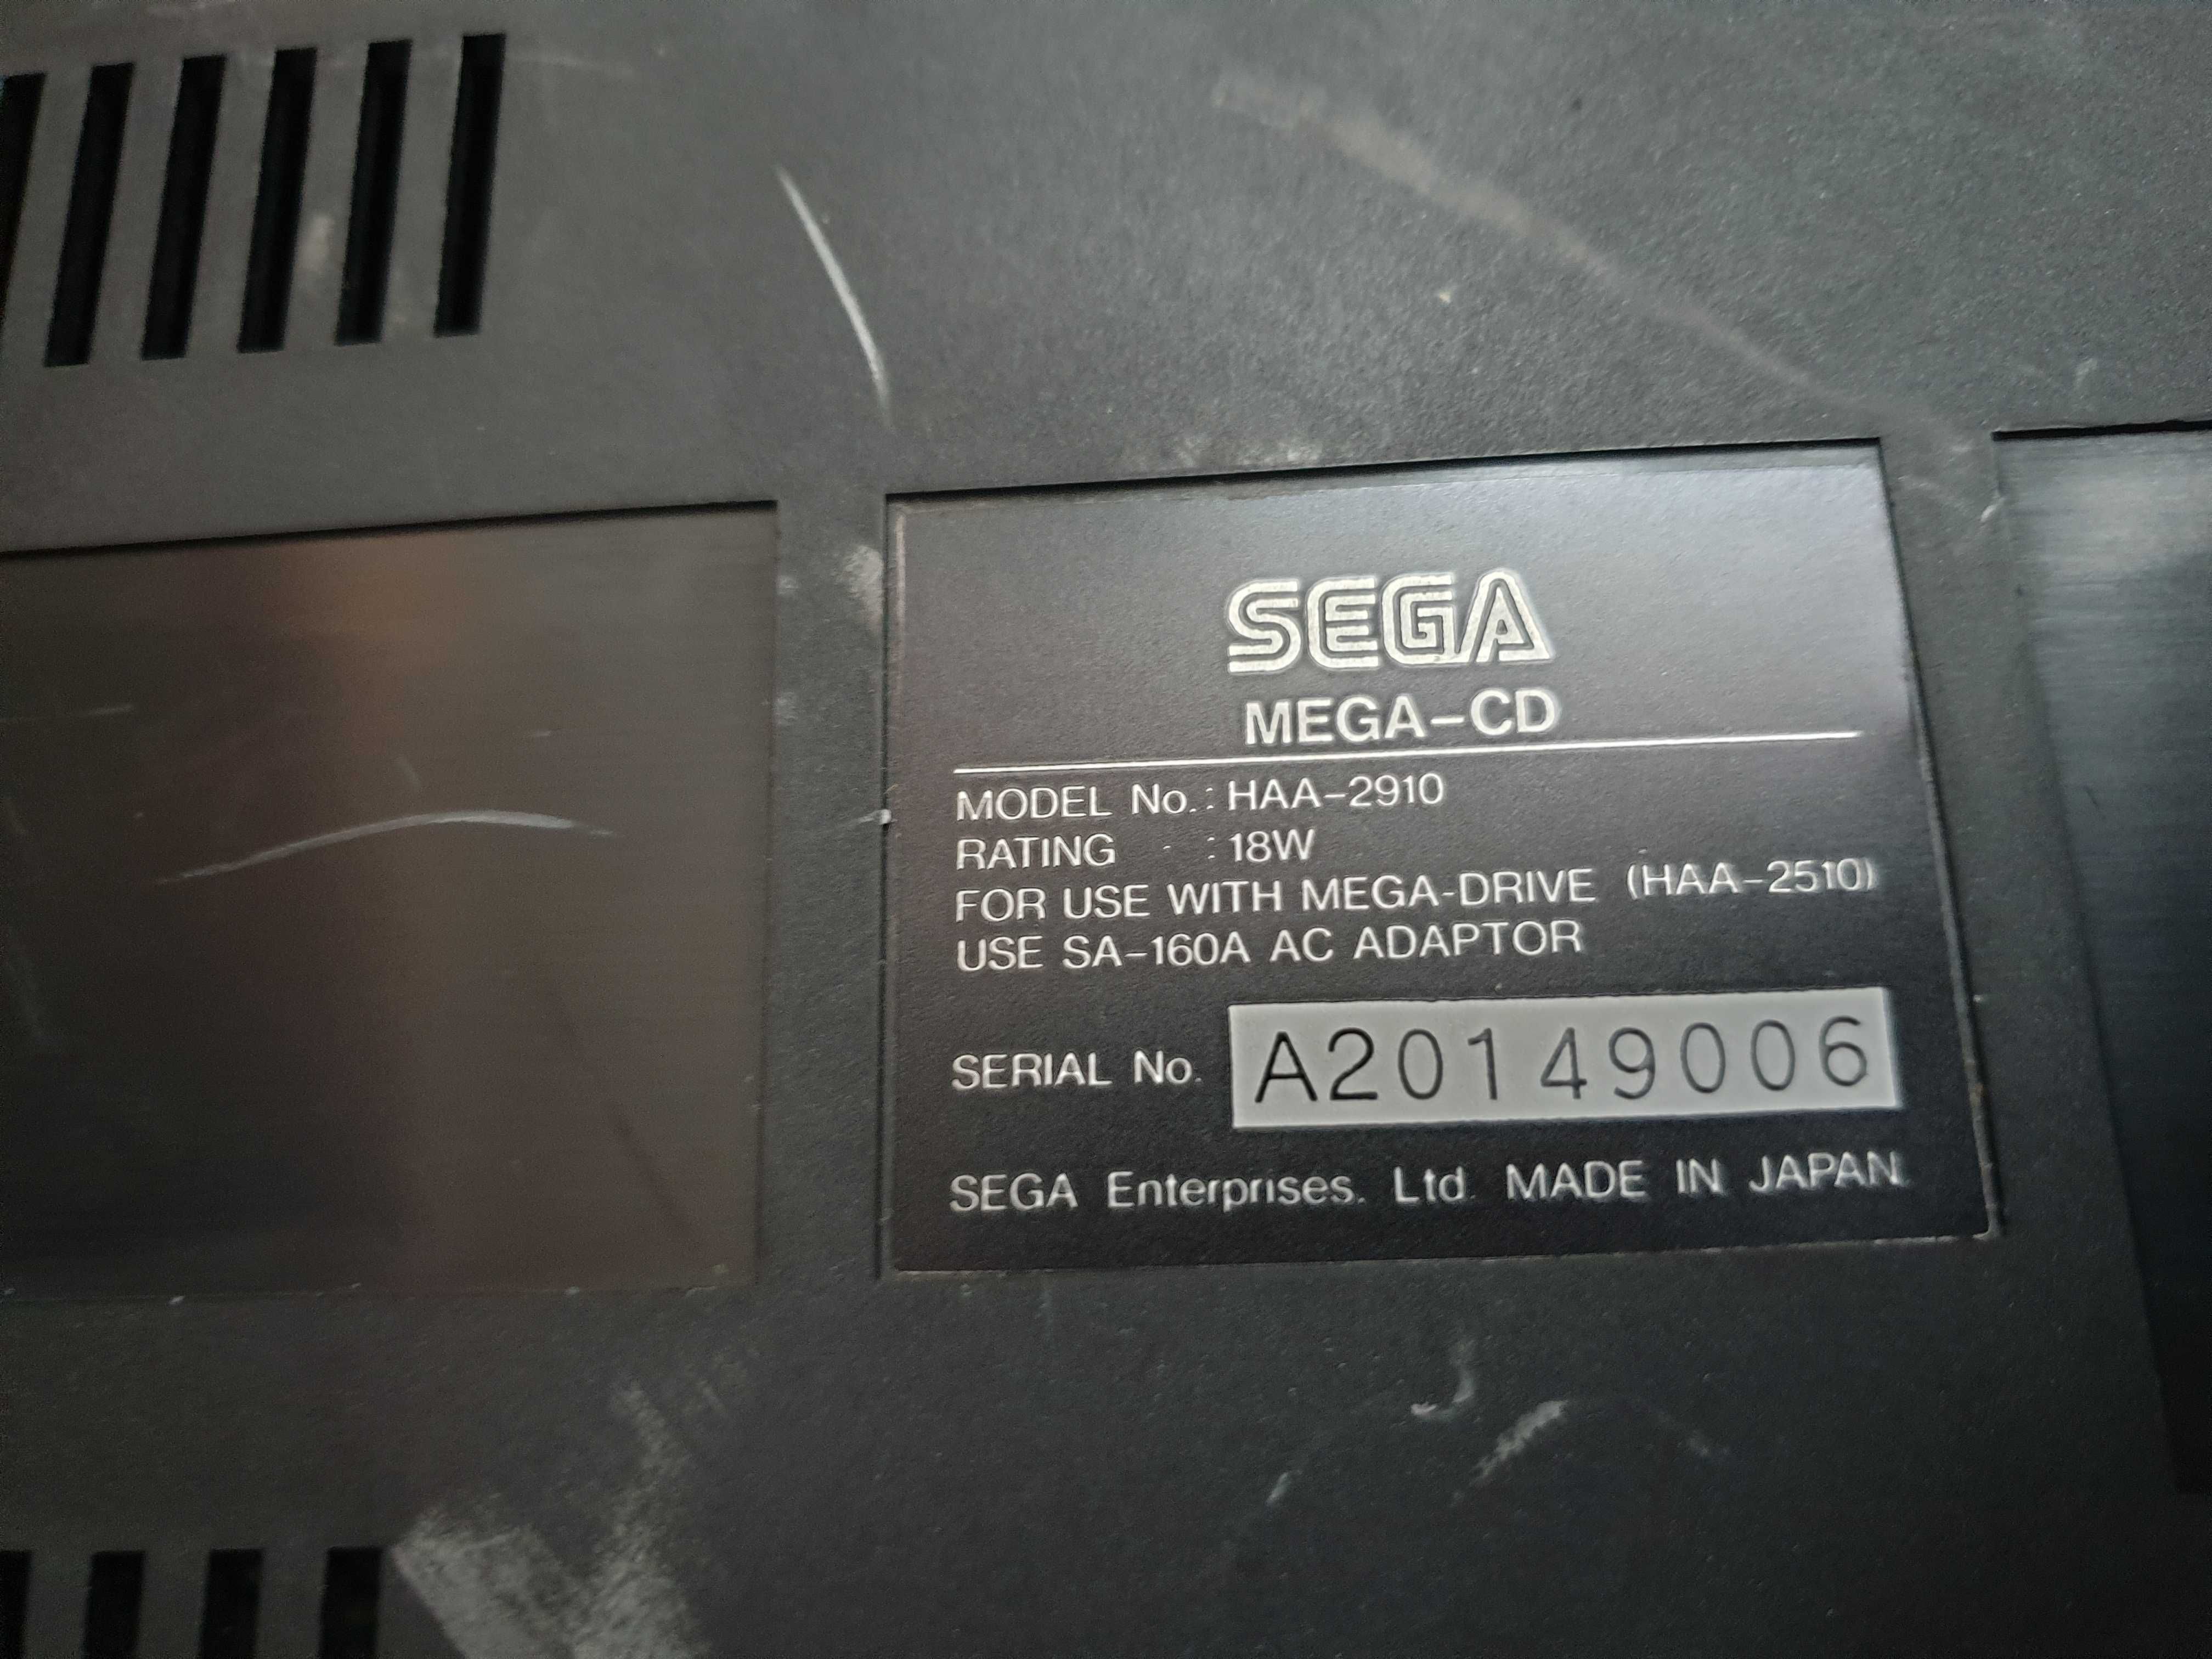 SEGA
MEGA-CD
MODEL No.: HAA-2910
RATING : 18W
FOR USE WITH MEGA-DRIVE (HAA-2510)
USE SA-160A AC ADAPTOR
SERIAL No. A20149006
SEGA Enterprises. Ltd. MADE IN JAPAN